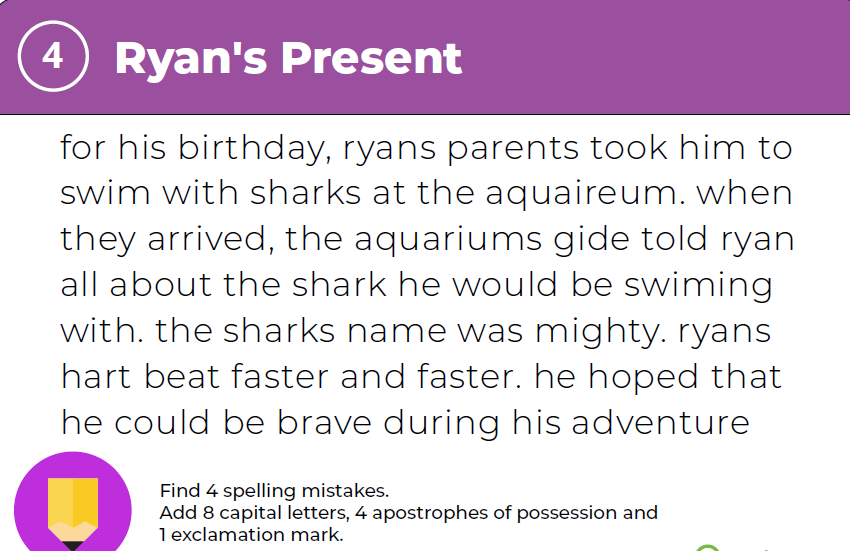 4 Ryan's Present
for his birthday, ryans parents took him to
swim with sharks at the aquaireum. when
they arrived, the aquariums gide told ryan
all about the shark he would be swiming
with. the sharks name was mighty. ryans
hart beat faster and faster. he hoped that
he could be brave during his adventure
Find 4 spelling mistakes.
Add 8 capital letters, 4 apostrophes of possession and
1 exclamation mark.